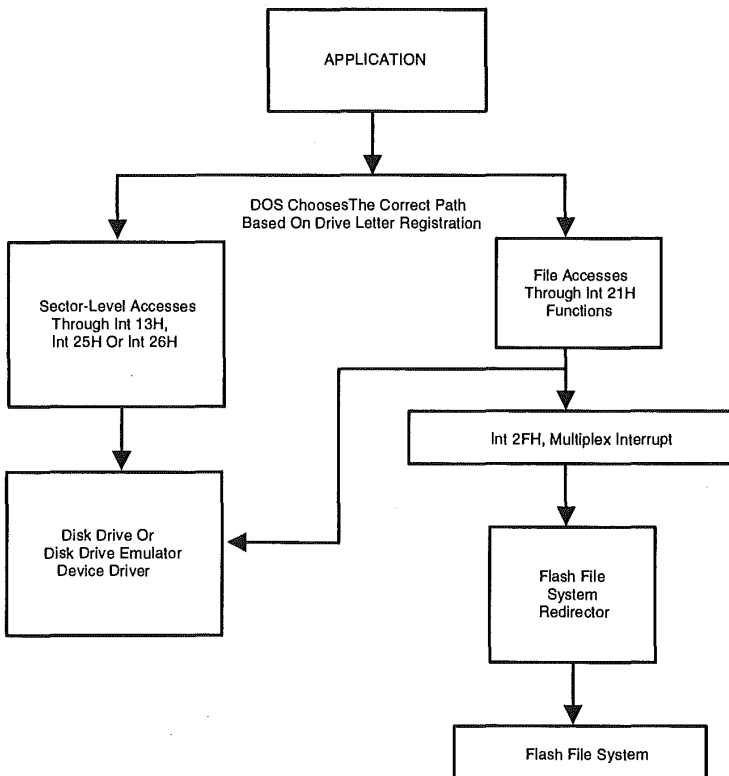 APPLICATION
DOS ChoosesThe Correct Path
Based On Drive Letter Registration
Sector-Level Accesses
Through Int 13H,
Int 25H Or Int 26H
File Accesses
Through Int 21H
Functions
Int 2FH, Multiplex Interrupt
Disk Drive Or
Disk Drive Emulator
Device Driver
Flash File
System
Redirector
Flash File System